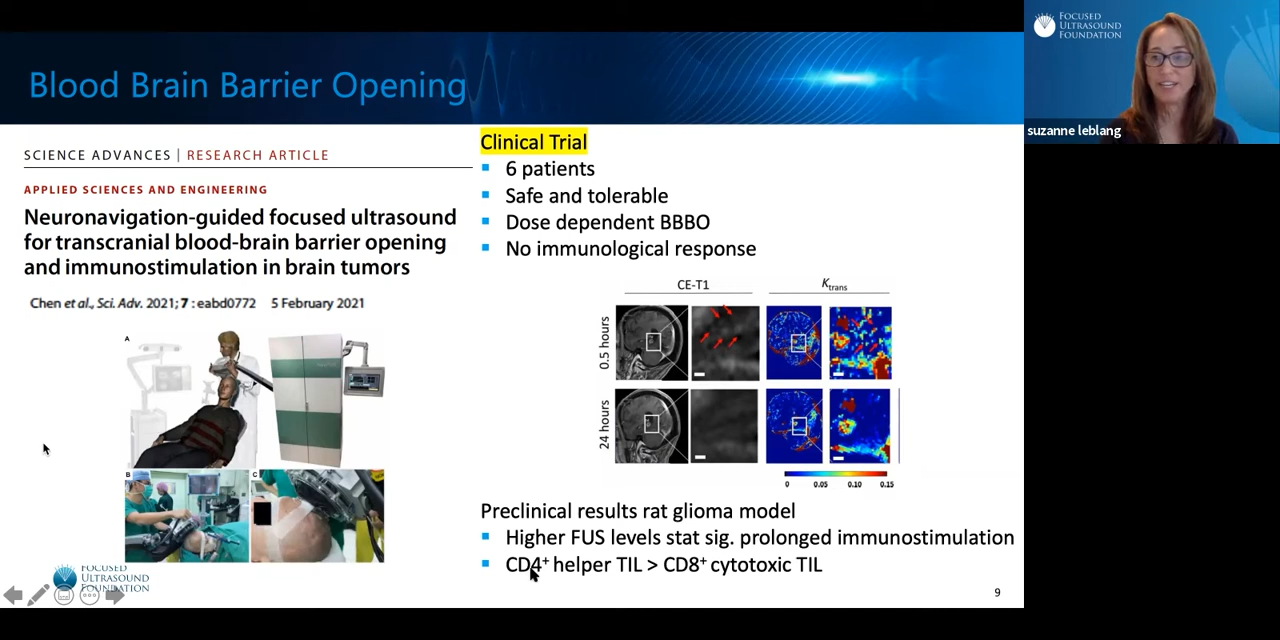 Blood Brain Barrier Opening
SCIENCE ADVANCES | RESEARCH ARTICLE
APPLIED SCIENCES AND ENGINEERING
Neuronavigation-guided focused ultrasound
for transcranial blood-brain barrier opening
and immunostimulation in brain tumors
Chen et al., Sci. Adv. 2021; 7 : eabd0772 5 February 2021
A
B
C
FOCUSED
ULTRASOUND
FOUNDATION
Clinical Trial
6 patients
Safe and tolerable
Dose dependent BBBO
No immunological response
CE-T1
Ktrans
0.5 hours
24 hours
0 0.05 0.10 0.15
Preclinical results rat glioma model
Higher FUS levels stat sig. prolonged immunostimulation
CD4+ helper TIL > CD8+ cytotoxic TIL
9
FOCUSED
ULTRASOUND
FOUNDATION
suzanne leblang